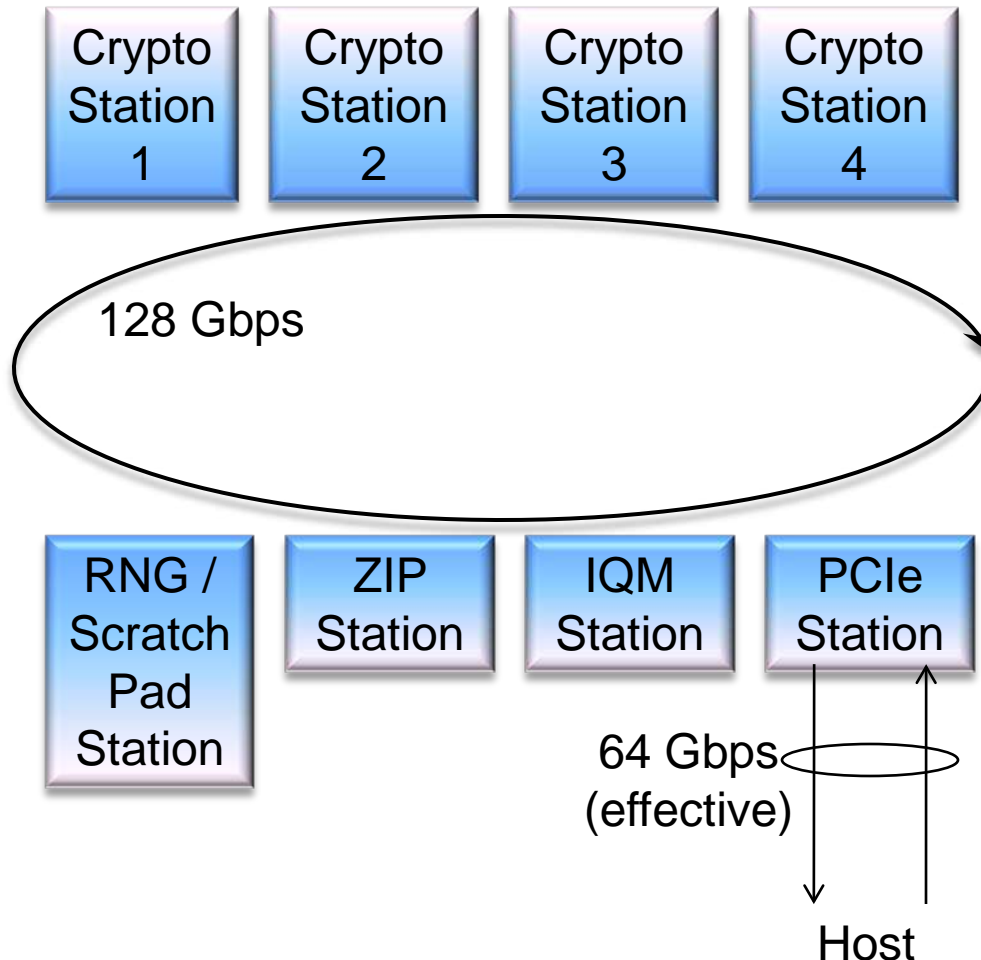 Crypto
Station
1
Crypto
Station
2
Crypto
Station
3
Crypto
Station
4
128 Gbps
RNG /
Scratch
Pad
Station
ZIP
Station
IQM
Station
PCIe
Station
64 Gbps
(effective)
Host